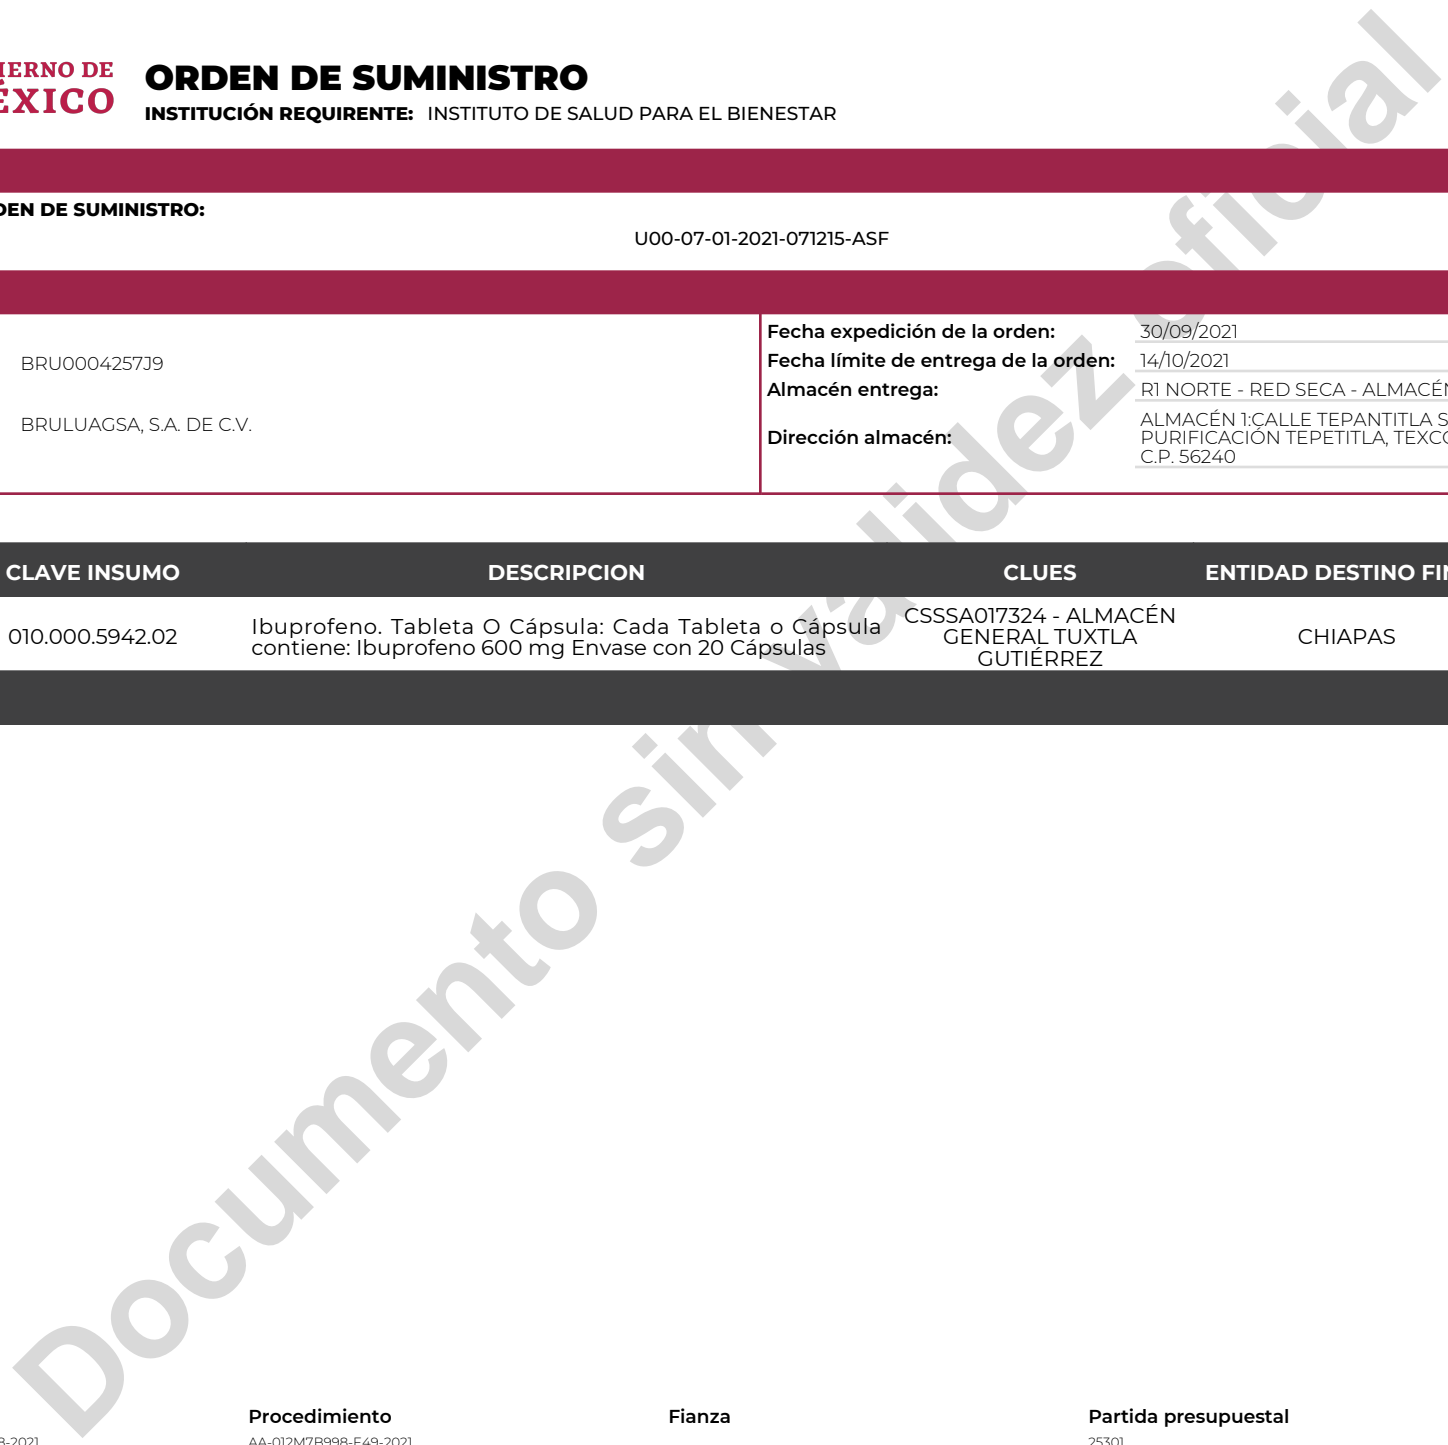 IERNO DE
ÉXICO
ORDEN DE SUMINISTRO
INSTITUCIÓN REQUIRENTE: INSTITUTO DE SALUD PARA EL BIENESTAR
DEN DE SUMINISTRO:
U00-07-01-2021-071215-ASF
BRU0004257J9
BRULUAGSA, S.A. DE C.V.
Fecha expedición de la orden: 30/09/2021
Fecha límite de entrega de la orden: 14/10/2021
Almacén entrega: R1 NORTE - RED SECA - ALMACÉN
Dirección almacén: ALMACÉN 1:CALLE TEPANTITLA S
PURIFICACIÓN TEPETITLA, TEXCO
C.P. 56240
CLAVE INSUMO DESCRIPCION CLUES ENTIDAD DESTINO FIN
010.000.5942.02
Ibuprofeno. Tableta O Cápsula: Cada Tableta o Cápsula
contiene: Ibuprofeno 600 mg Envase con 20 Cápsulas
CSSSA017324 - ALMACÉN
GENERAL TUXTLA
GUTIÉRREZ
CHIAPAS
Documento sin validez oficial
Procedimiento Fianza Partida presupuestal
8-2021 AA-012M7B998-E49-2021 25301